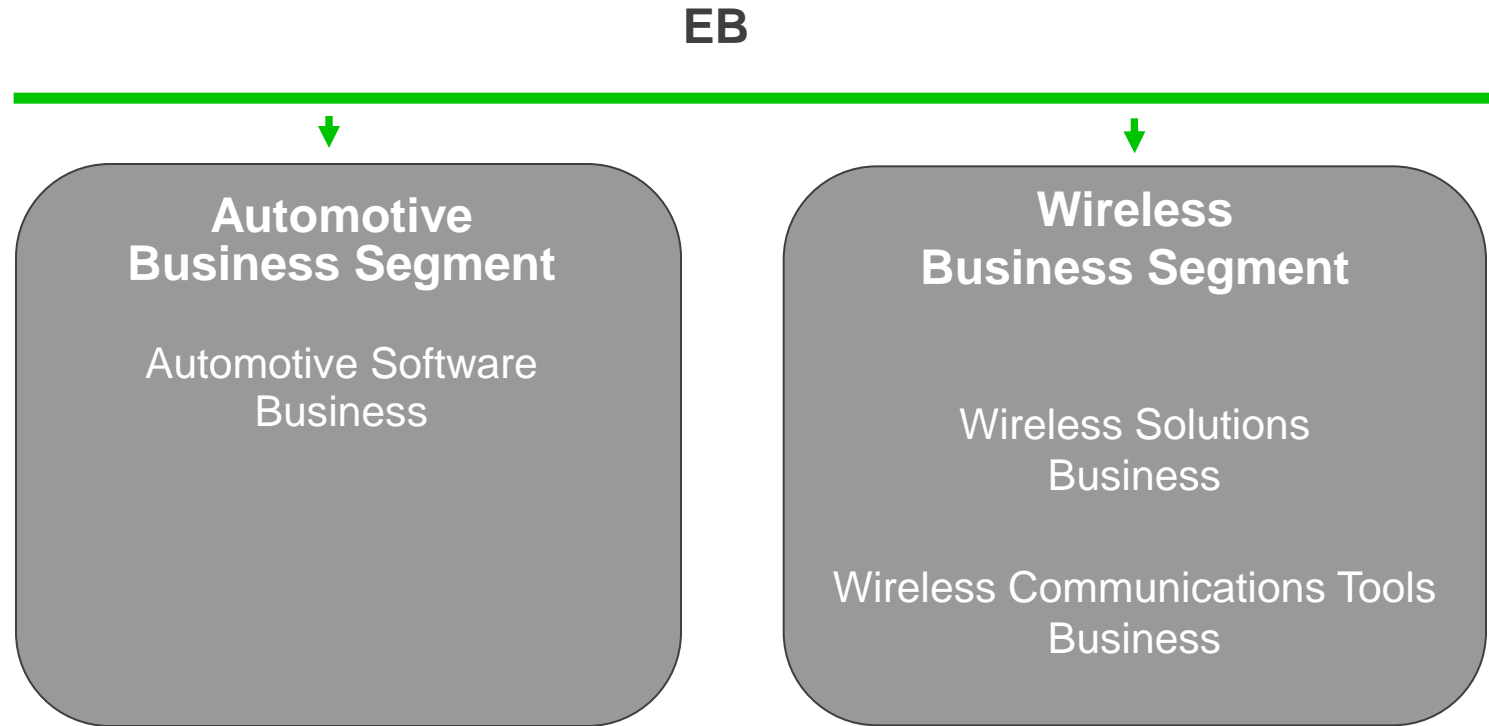 EB
Automotive
Business Segment
Automotive Software
Business
Wireless
Business Segment
Wireless Solutions
Business
Wireless Communications Tools
Business